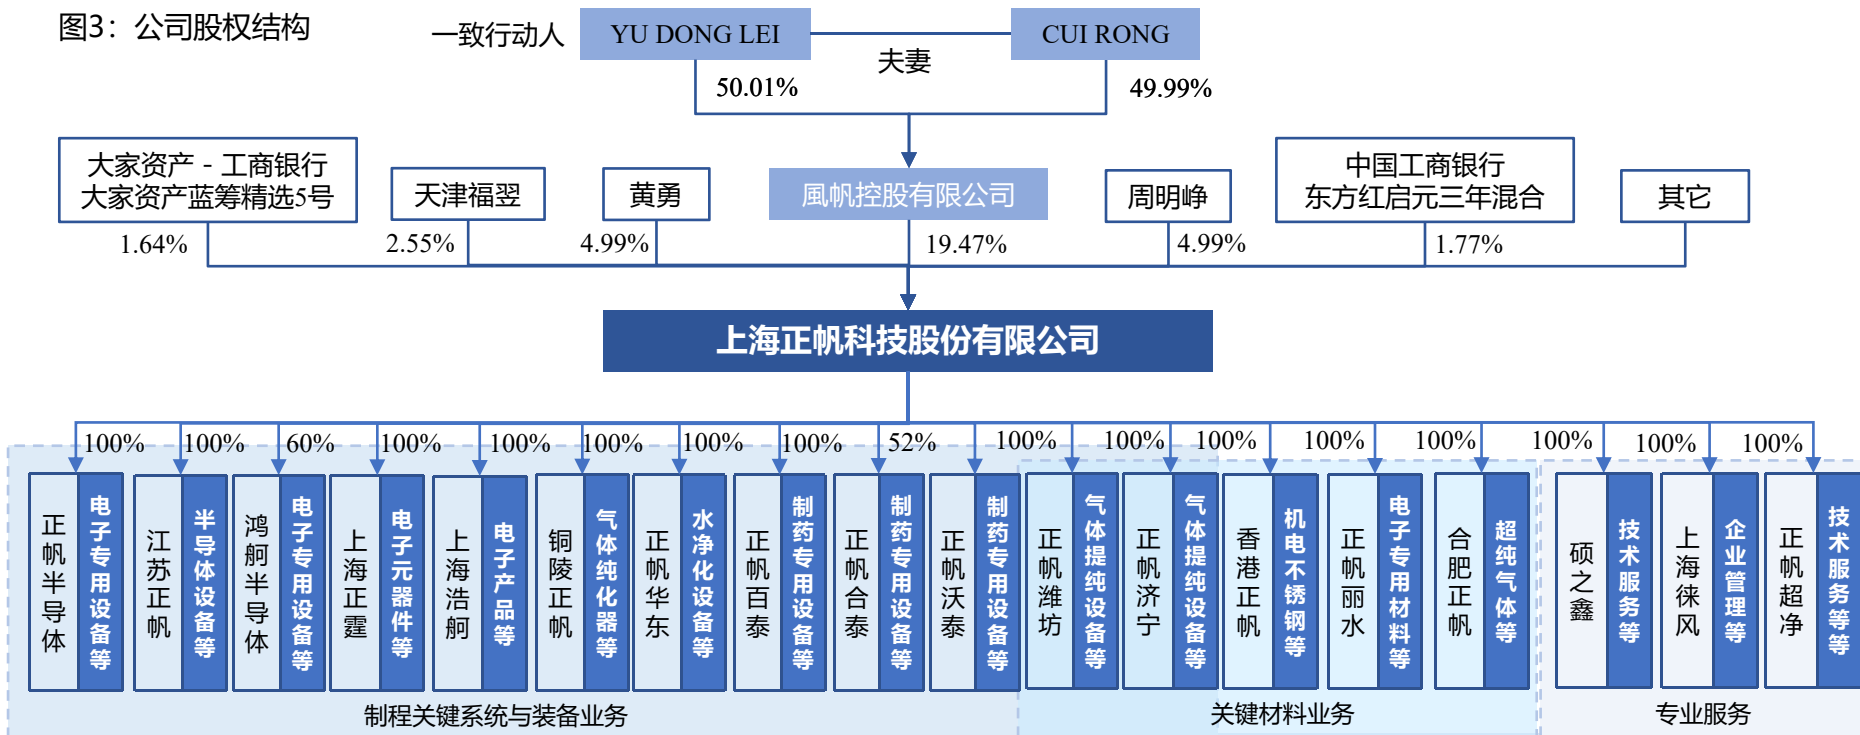 图3：公司股权结构
一致行动人
YU DONG LEI
CUI RONG
夫妻
50.01%
49.99%
大家资产 - 工商银行
大家资产蓝筹精选5号
天津福翌
黄勇
風帆控股有限公司
周明峥
中国工商银行
东方红启元三年混合
其它
1.64%
2.55%
4.99%
19.47%
4.99%
1.77%
上海正帆科技股份有限公司
100%
100%
60%
100%
100%
100%
100%
100%
52%
100%
100%
100%
100%
100%
100%
100%
100%
正帆半导体
电子专用设备等
江苏正帆
半导体设备等
鸿舸半导体
电子专用设备等
上海正霆
电子元器件等
上海浩舸
电子产品等
铜陵正帆
气体纯化器等
正帆华东
水净化设备等
正帆百泰
制药专用设备等
正帆合泰
制药专用设备等
正帆沃泰
制药专用设备等
正帆潍坊
气体提纯设备等
正帆济宁
气体提纯设备等
香港正帆
机电不锈钢等
正帆丽水
电子专用材料等
合肥正帆
超纯气体等
硕之鑫
技术服务等
上海徕风
企业管理等
正帆超净
技术服务等等
制程关键系统与装备业务
关键材料业务
专业服务